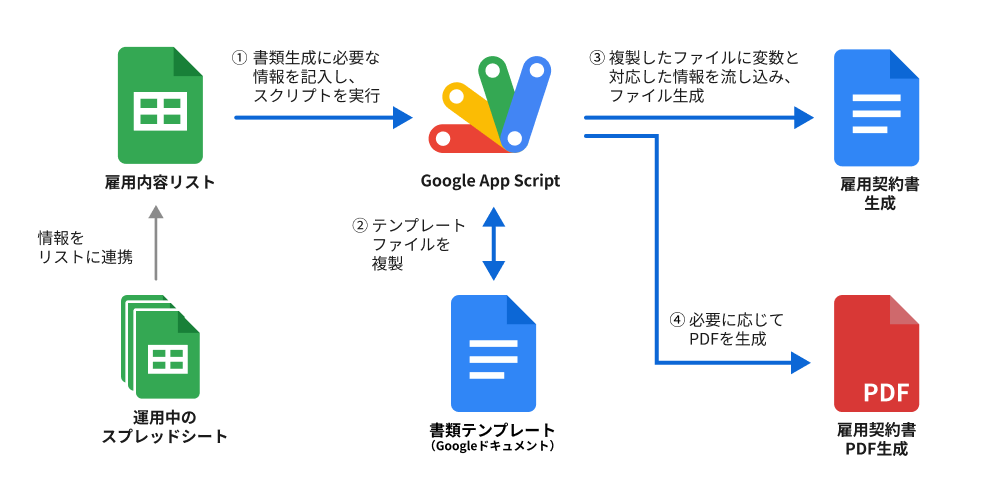 ① 書類生成に必要な
情報を記入し、
スクリプトを実行
③ 複製したファイルに変数と
対応した情報を流し込み、
ファイル生成
雇用内容リスト
Google App Script
雇用契約書
生成
情報を
リストに連携
② テンプレート
ファイルを
複製
④ 必要に応じて
PDFを生成
PDF
運用中の
スプレッドシート
書類テンプレート
（Googleドキュメント）
雇用契約書
PDF生成